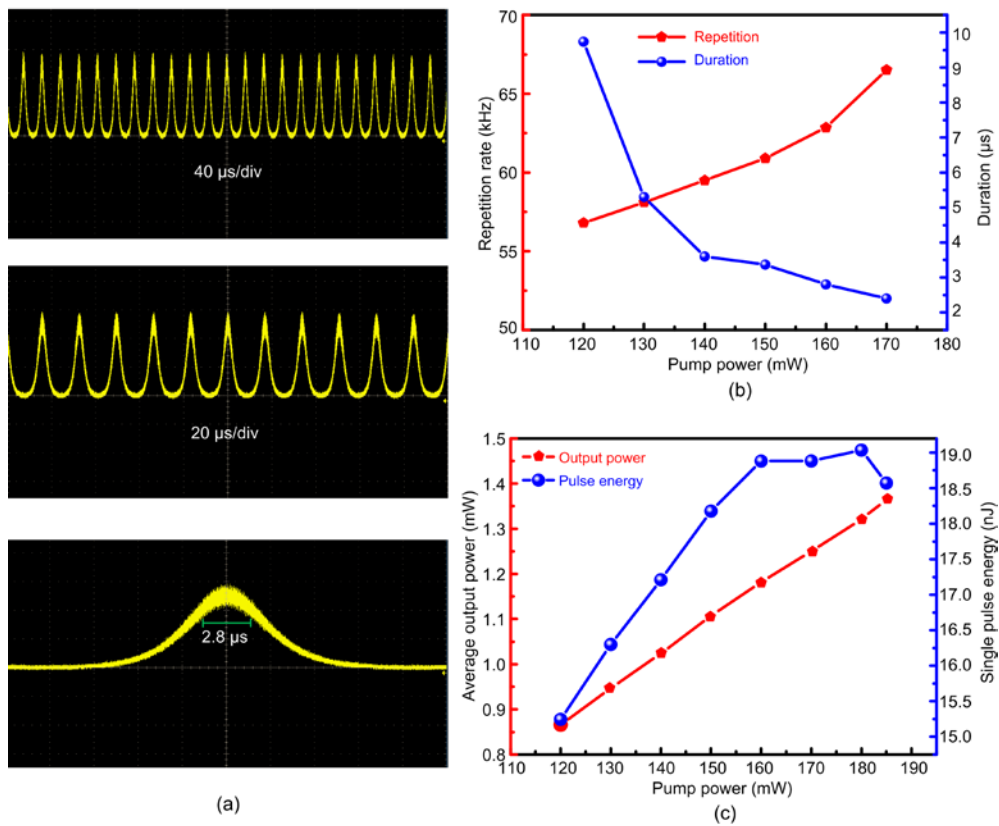 40 µs/div
20 µs/div
2.8 µs
(a)
70
65
60
55
50
Repetition rate (kHz)
Repetition
Duration
10
9
8
7
6
5
4
3
2
Duration (µs)
110 120 130 140 150 160 170 180
Pump power (mW)
(b)
1.5
1.4
1.3
1.2
1.1
1.0
0.9
0.8
Average output power (mW)
Output power
Pulse energy
19.0
18.5
18.0
17.5
17.0
16.5
16.0
15.5
15.0
Single pulse energy (nJ)
110 120 130 140 150 160 170 180 190
Pump power (mW)
(c)